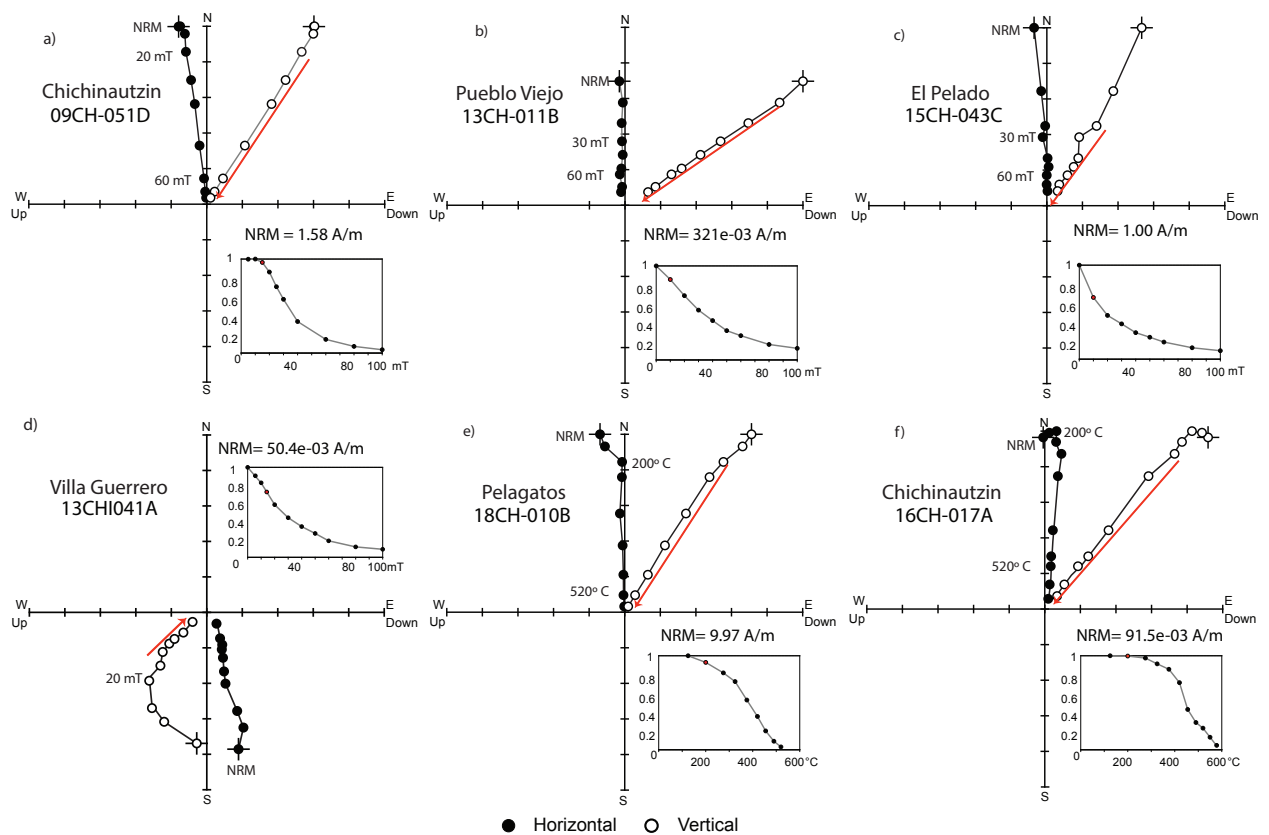 a)
Chichinautzin
09CH-051D
N
NRM
20 mT
60 mT
W
Up
E
Down
S
NRM = 1.58 A/m
1
0.8
0.6
0.4
0.2
0
40
80
100 mT
b)
Pueblo Viejo
13CH-011B
N
NRM
30 mT
60 mT
W
Up
E
Down
S
NRM= 321e-03 A/m
1
0.8
0.6
0.4
0.2
0
40
80
100 mT
c)
El Pelado
15CH-043C
N
NRM
30 mT
60 mT
W
Up
E
Down
S
NRM= 1.00 A/m
1
0.8
0.6
0.4
0.2
0
40
80
100 mT
d)
Villa Guerrero
13CHI041A
N
NRM= 50.4e-03 A/m
1
0.8
0.6
0.4
0.2
0
40
80
100 mT
W
Up
E
Down
20 mT
NRM
S
e)
Pelagatos
18CH-010B
N
NRM
200º C
520º C
W
Up
E
Down
S
NRM= 9.97 A/m
1
0.8
0.6
0.4
0.2
0
200
400
600°C
f)
Chichinautzin
16CH-017A
N
NRM
200º C
520º C
W
Up
E
Down
S
NRM= 91.5e-03 A/m
1
0.8
0.6
0.4
0.2
0
200
400
600 °C
Horizontal
Vertical